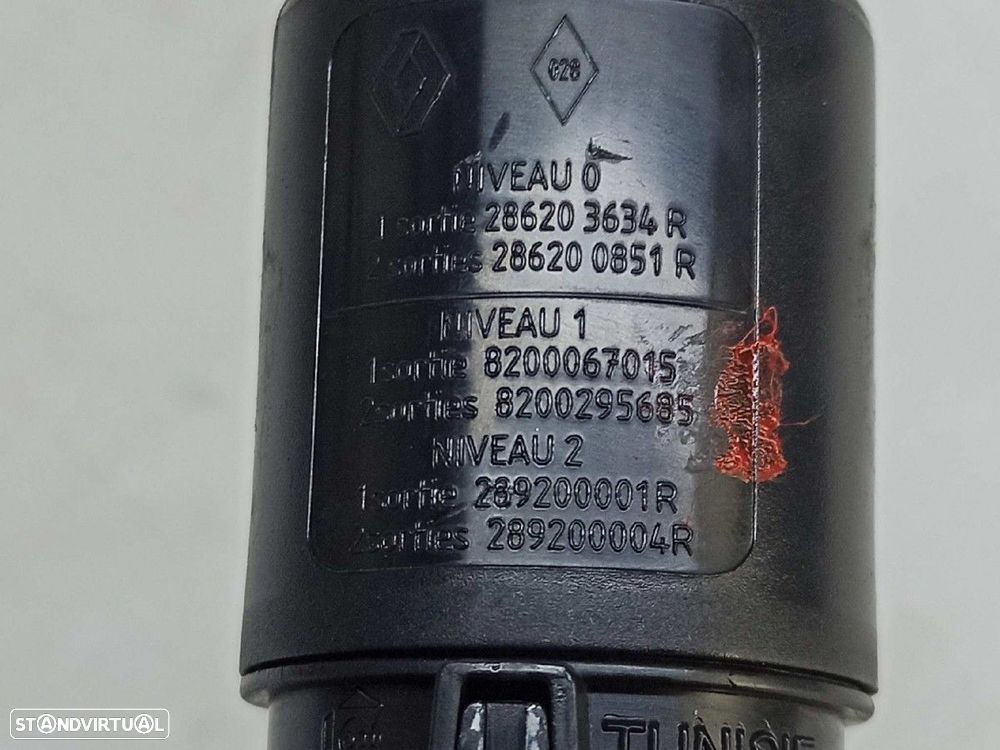 028
NIVEAU 0
1 sortie 28620 3634 R
2 sorties 28620 0851 R
NIVEAU 1
1 sortie 8200067015
2 sorties 8200295685
NIVEAU 2
1 sortie 289200001R
2 sorties 289200004R
TUNISIE
STANDVIRTUAL